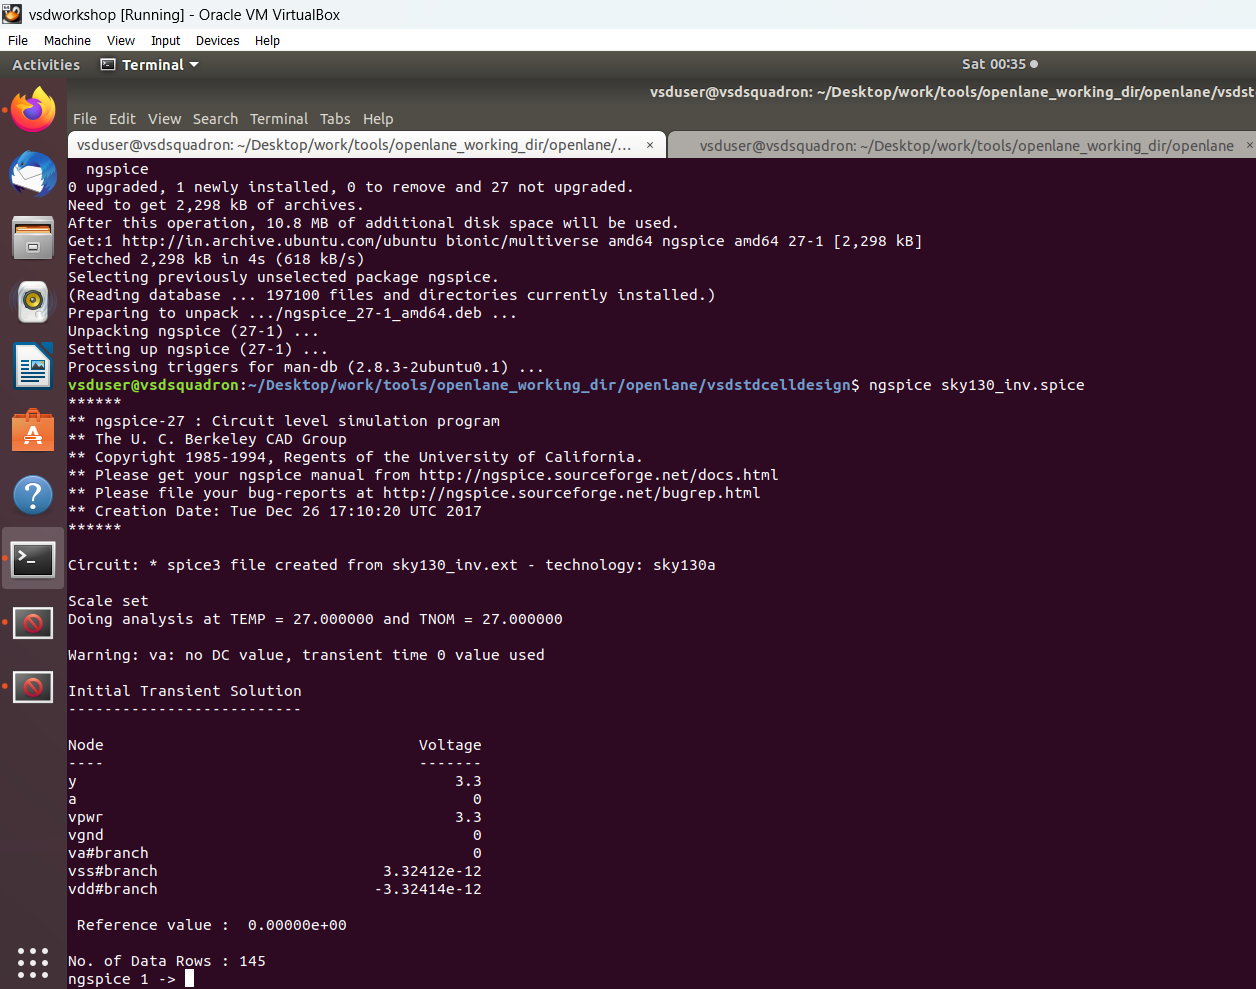 vsdworkshop [Running] - Oracle VM VirtualBox
File Machine View Input Devices Help
Activities Terminal Sat 00:35
vsduser@vsdsquadron: ~/Desktop/work/tools/openlane_working_dir/openlane/vsdst
File Edit View Search Terminal Tabs Help
vsduser@vsdsquadron: ~/Desktop/work/tools/openlane_working_dir/openlane/... × vsduser@vsdsquadron: ~/Desktop/work/tools/openlane_working_dir/openlane ×
  ngspice
0 upgraded, 1 newly installed, 0 to remove and 27 not upgraded.
Need to get 2,298 kB of archives.
After this operation, 10.8 MB of additional disk space will be used.
Get:1 http://in.archive.ubuntu.com/ubuntu bionic/multiverse amd64 ngspice amd64 27-1 [2,298 kB]
Fetched 2,298 kB in 4s (618 kB/s)
Selecting previously unselected package ngspice.
(Reading database ... 197100 files and directories currently installed.)
Preparing to unpack .../ngspice_27-1_amd64.deb ...
Unpacking ngspice (27-1) ...
Setting up ngspice (27-1) ...
Processing triggers for man-db (2.8.3-2ubuntu0.1) ...
vsduser@vsdsquadron:~/Desktop/work/tools/openlane_working_dir/openlane/vsdstdcelldesign$ ngspice sky130_inv.spice
******
** ngspice-27 : Circuit level simulation program
** The U. C. Berkeley CAD Group
** Copyright 1985-1994, Regents of the University of California.
** Please get your ngspice manual from http://ngspice.sourceforge.net/docs.html
** Please file your bug-reports at http://ngspice.sourceforge.net/bugrep.html
** Creation Date: Tue Dec 26 17:10:20 UTC 2017
******
Circuit: * spice3 file created from sky130_inv.ext - technology: sky130a
Scale set
Doing analysis at TEMP = 27.000000 and TNOM = 27.000000
Warning: va: no DC value, transient time 0 value used
Initial Transient Solution
--------------------------
Node                                   Voltage
----                                   -------
y                                          3.3
a                                            0
vpwr                                       3.3
vgnd                                         0
va#branch                                    0
vss#branch                         3.32412e-12
vdd#branch                        -3.32414e-12
 Reference value :  0.00000e+00
No. of Data Rows : 145
ngspice 1 ->